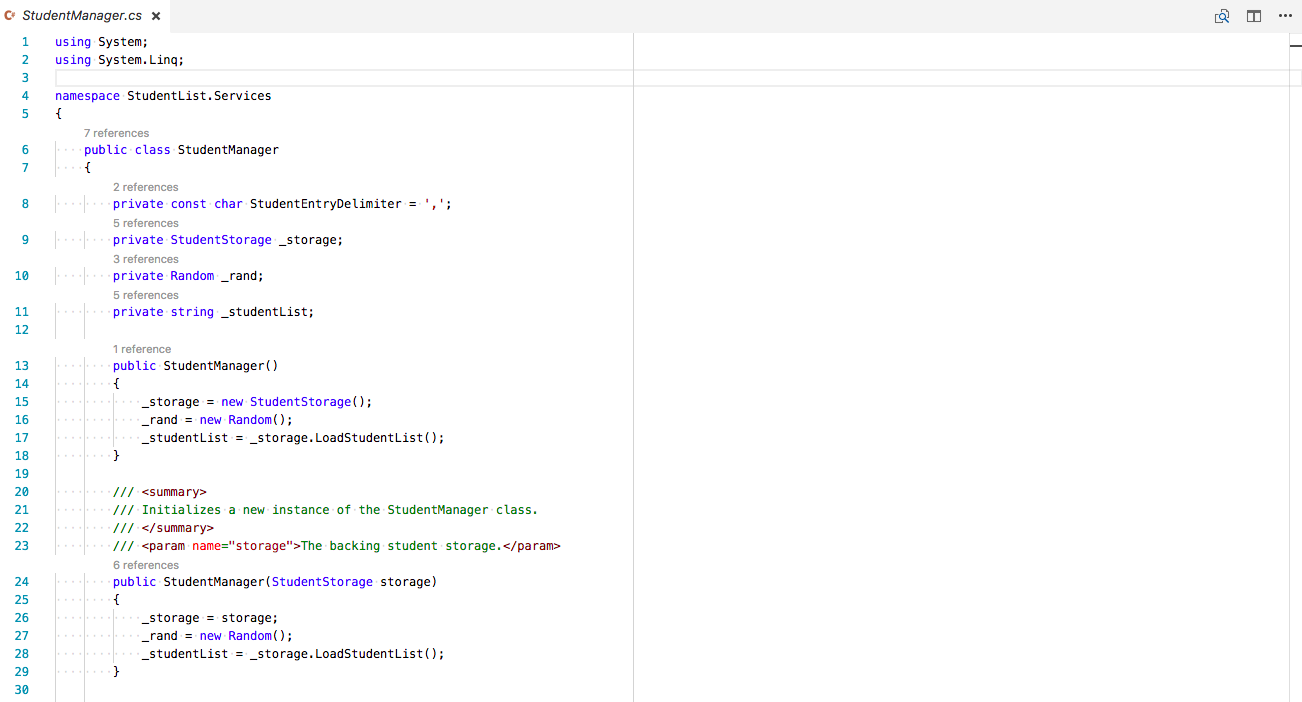 StudentManager.cs
1 using System;
2 using System.Linq;
3
4 namespace StudentList.Services
5 {
7 references
6 public class StudentManager
7 {
2 references
8 private const char StudentEntryDelimiter = ',';
5 references
9 private StudentStorage _storage;
3 references
10 private Random _rand;
5 references
11 private string _studentList;
12
1 reference
13 public StudentManager()
14 {
15 _storage = new StudentStorage();
16 _rand = new Random();
17 _studentList = _storage.LoadStudentList();
18 }
19
20 /// <summary>
21 /// Initializes a new instance of the StudentManager class.
22 /// </summary>
23 /// <param name="storage">The backing student storage.</param>
6 references
24 public StudentManager(StudentStorage storage)
25 {
26 _storage = storage;
27 _rand = new Random();
28 _studentList = _storage.LoadStudentList();
29 }
30